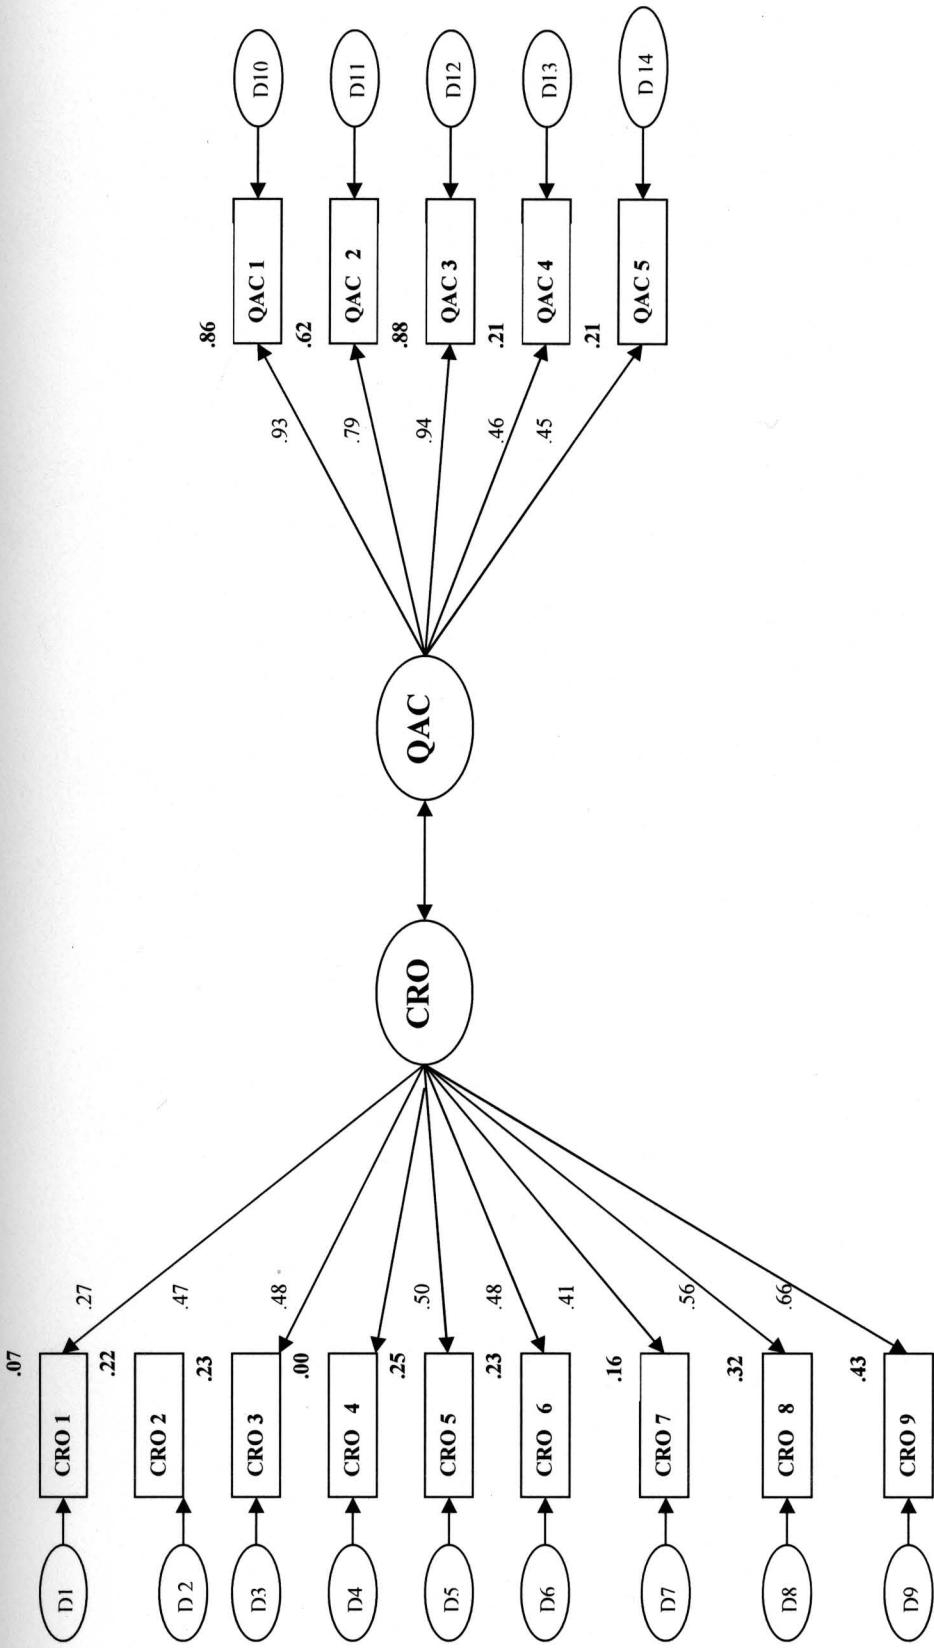 .07
D1 CRO 1
.27
.22
D 2 CRO 2
.47
.23 .86
D3 CRO 3 QAC 1 D10
.48 .93
.00 .62
D4 CRO 4 QAC 2 D11
.79
.25 .88
.50 .94
D5 CRO 5 CRO QAC QAC 3 D12
.23 .21
.48 .46
D6 CRO 6 QAC 4 D13
.41 .45
.16 .21
D7 CRO 7 QAC 5 D 14
.56
.32
D8 CRO 8
.66
.43
D9 CRO 9